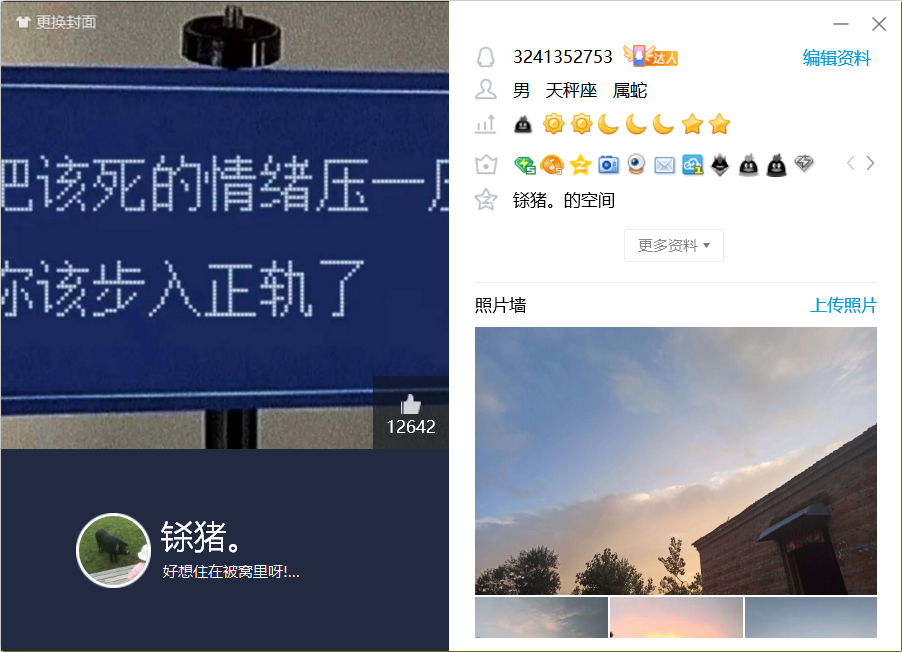 更换封面
把该死的情绪压一压
你该步入正轨了
12642
铩猪。
好想住在被窝里呀!...
3241352753 达人
编辑资料
男 天秤座 属蛇
铩猪。的空间
更多资料
照片墙
上传照片